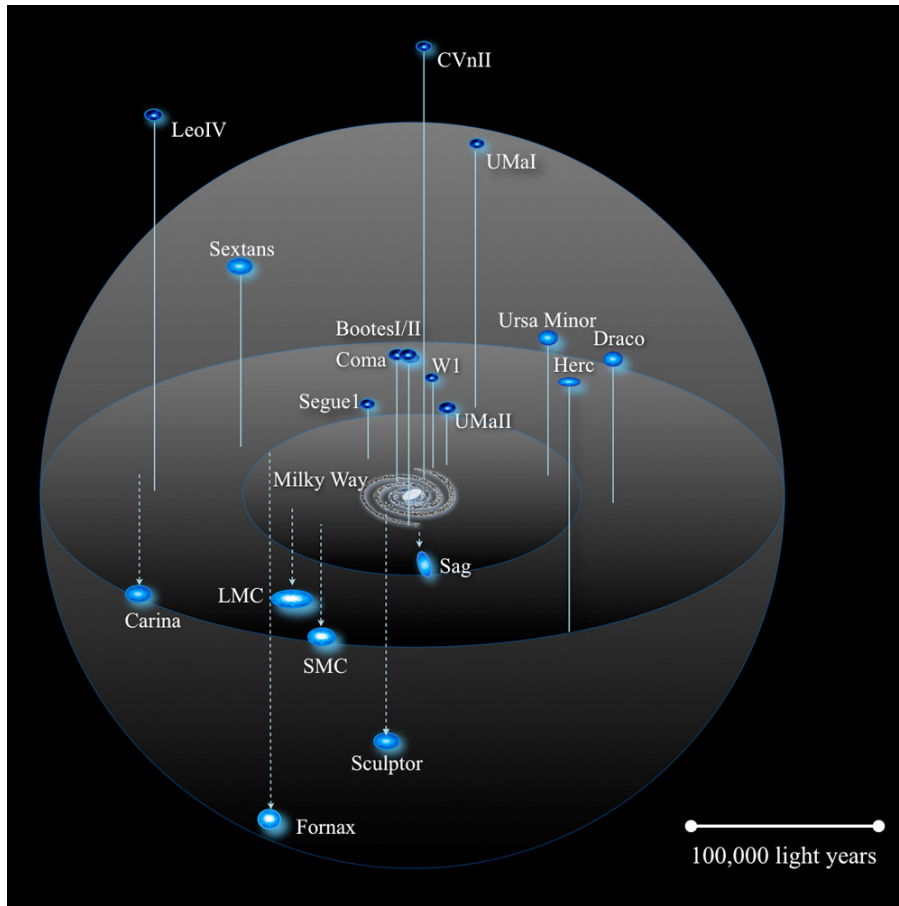 CVnII
LeoIV
UMaI
Sextans
BootesI/II
Ursa Minor
Draco
Coma
W1
Herc
Segue1
UMaII
Milky Way
Sag
LMC
Carina
SMC
Sculptor
Fornax
100,000 light years